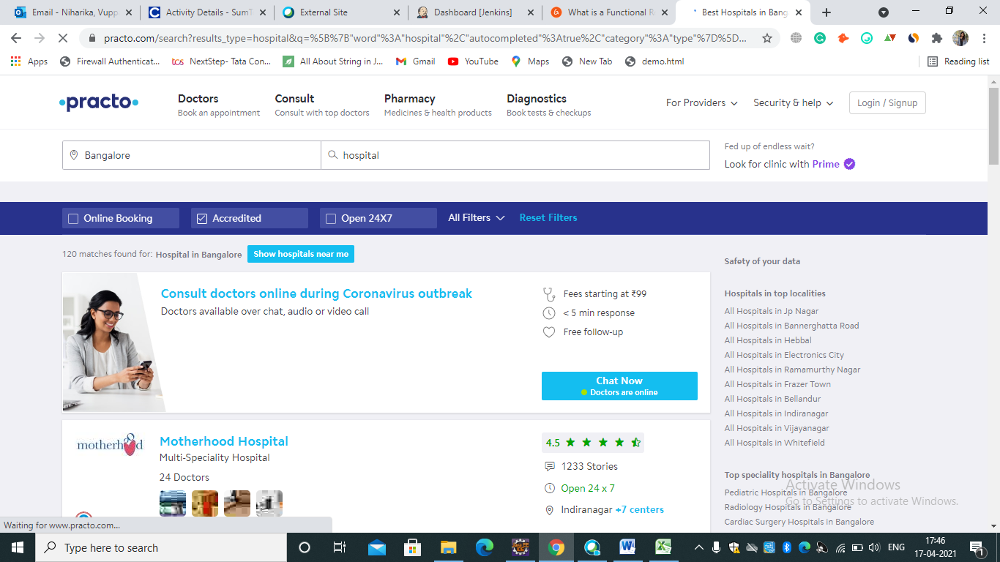 Email - Niharika, Vupp
Activity Details - SumT
External Site
Dashboard [Jenkins]
What is a Functional R
Best Hospitals in Bang
practo.com/search?results_type=hospital&q=%5B%7B"word"%3A"hospital"%2C"autocompleted"%3Atrue%2C"category"%3A"type"%7D%5D...
Apps
Firewall Authenticat...
tcs NextStep- Tata Con...
All About String in J...
Gmail
YouTube
Maps
New Tab
demo.html
Reading list
practo
Doctors
Book an appointment
Consult
Consult with top doctors
Pharmacy
Medicines & health products
Diagnostics
Book tests & checkups
For Providers
Security & help
Login / Signup
Bangalore
hospital
Fed up of endless wait?
Look for clinic with Prime
Online Booking
Accredited
Open 24X7
All Filters
Reset Filters
120 matches found for: Hospital in Bangalore
Show hospitals near me
Consult doctors online during Coronavirus outbreak
Doctors available over chat, audio or video call
Fees starting at ₹99
< 5 min response
Free follow-up
Chat Now
Doctors are online
motherhood
Motherhood Hospital
Multi-Speciality Hospital
24 Doctors
4.5
1233 Stories
Open 24 x 7
Indiranagar +7 centers
Safety of your data
Hospitals in top localities
All Hospitals in Jp Nagar
All Hospitals in Bannerghatta Road
All Hospitals in Hebbal
All Hospitals in Electronics City
All Hospitals in Ramamurthy Nagar
All Hospitals in Frazer Town
All Hospitals in Bellandur
All Hospitals in Indiranagar
All Hospitals in Vijayanagar
All Hospitals in Whitefield
Top speciality hospitals in Bangalore
Pediatric Hospitals in Bangalore
Radiology Hospitals in Bangalore
Cardiac Surgery Hospitals in Bangalore
Activate Windows
Go to Settings to activate Windows.
Waiting for www.practo.com...
Type here to search
ENG
17:46
17-04-2021
1